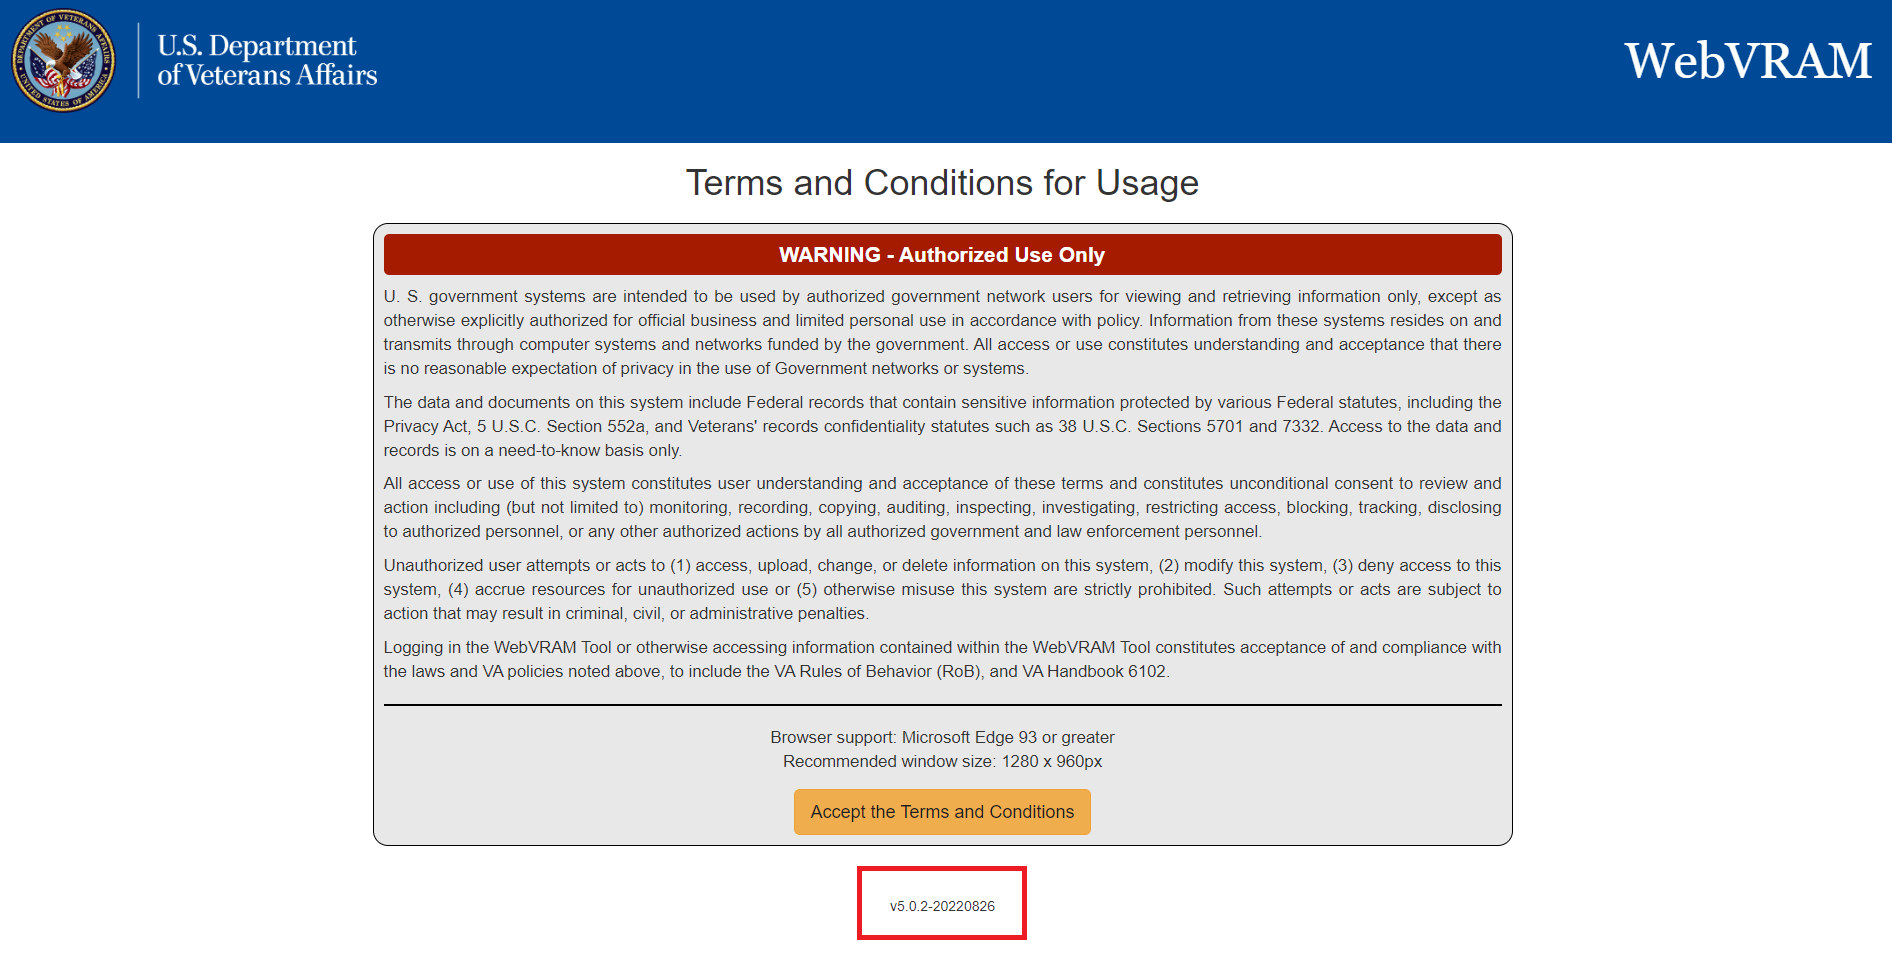 U.S. Department
of Veterans Affairs
WebVRAM
Terms and Conditions for Usage
WARNING - Authorized Use Only
U. S. government systems are intended to be used by authorized government network users for viewing and retrieving information only, except as
otherwise explicitly authorized for official business and limited personal use in accordance with policy. Information from these systems resides on and
transmits through computer systems and networks funded by the government. All access or use constitutes understanding and acceptance that there
is no reasonable expectation of privacy in the use of Government networks or systems.
The data and documents on this system include Federal records that contain sensitive information protected by various Federal statutes, including the
Privacy Act, 5 U.S.C. Section 552a, and Veterans' records confidentiality statutes such as 38 U.S.C. Sections 5701 and 7332. Access to the data and
records is on a need-to-know basis only.
All access or use of this system constitutes user understanding and acceptance of these terms and constitutes unconditional consent to review and
action including (but not limited to) monitoring, recording, copying, auditing, inspecting, investigating, restricting access, blocking, tracking, disclosing
to authorized personnel, or any other authorized actions by all authorized government and law enforcement personnel.
Unauthorized user attempts or acts to (1) access, upload, change, or delete information on this system, (2) modify this system, (3) deny access to this
system, (4) accrue resources for unauthorized use or (5) otherwise misuse this system are strictly prohibited. Such attempts or acts are subject to
action that may result in criminal, civil, or administrative penalties.
Logging in the WebVRAM Tool or otherwise accessing information contained within the WebVRAM Tool constitutes acceptance of and compliance with
the laws and VA policies noted above, to include the VA Rules of Behavior (RoB), and VA Handbook 6102.
Browser support: Microsoft Edge 93 or greater
Recommended window size: 1280 x 960px
Accept the Terms and Conditions
v5.0.2-20220826